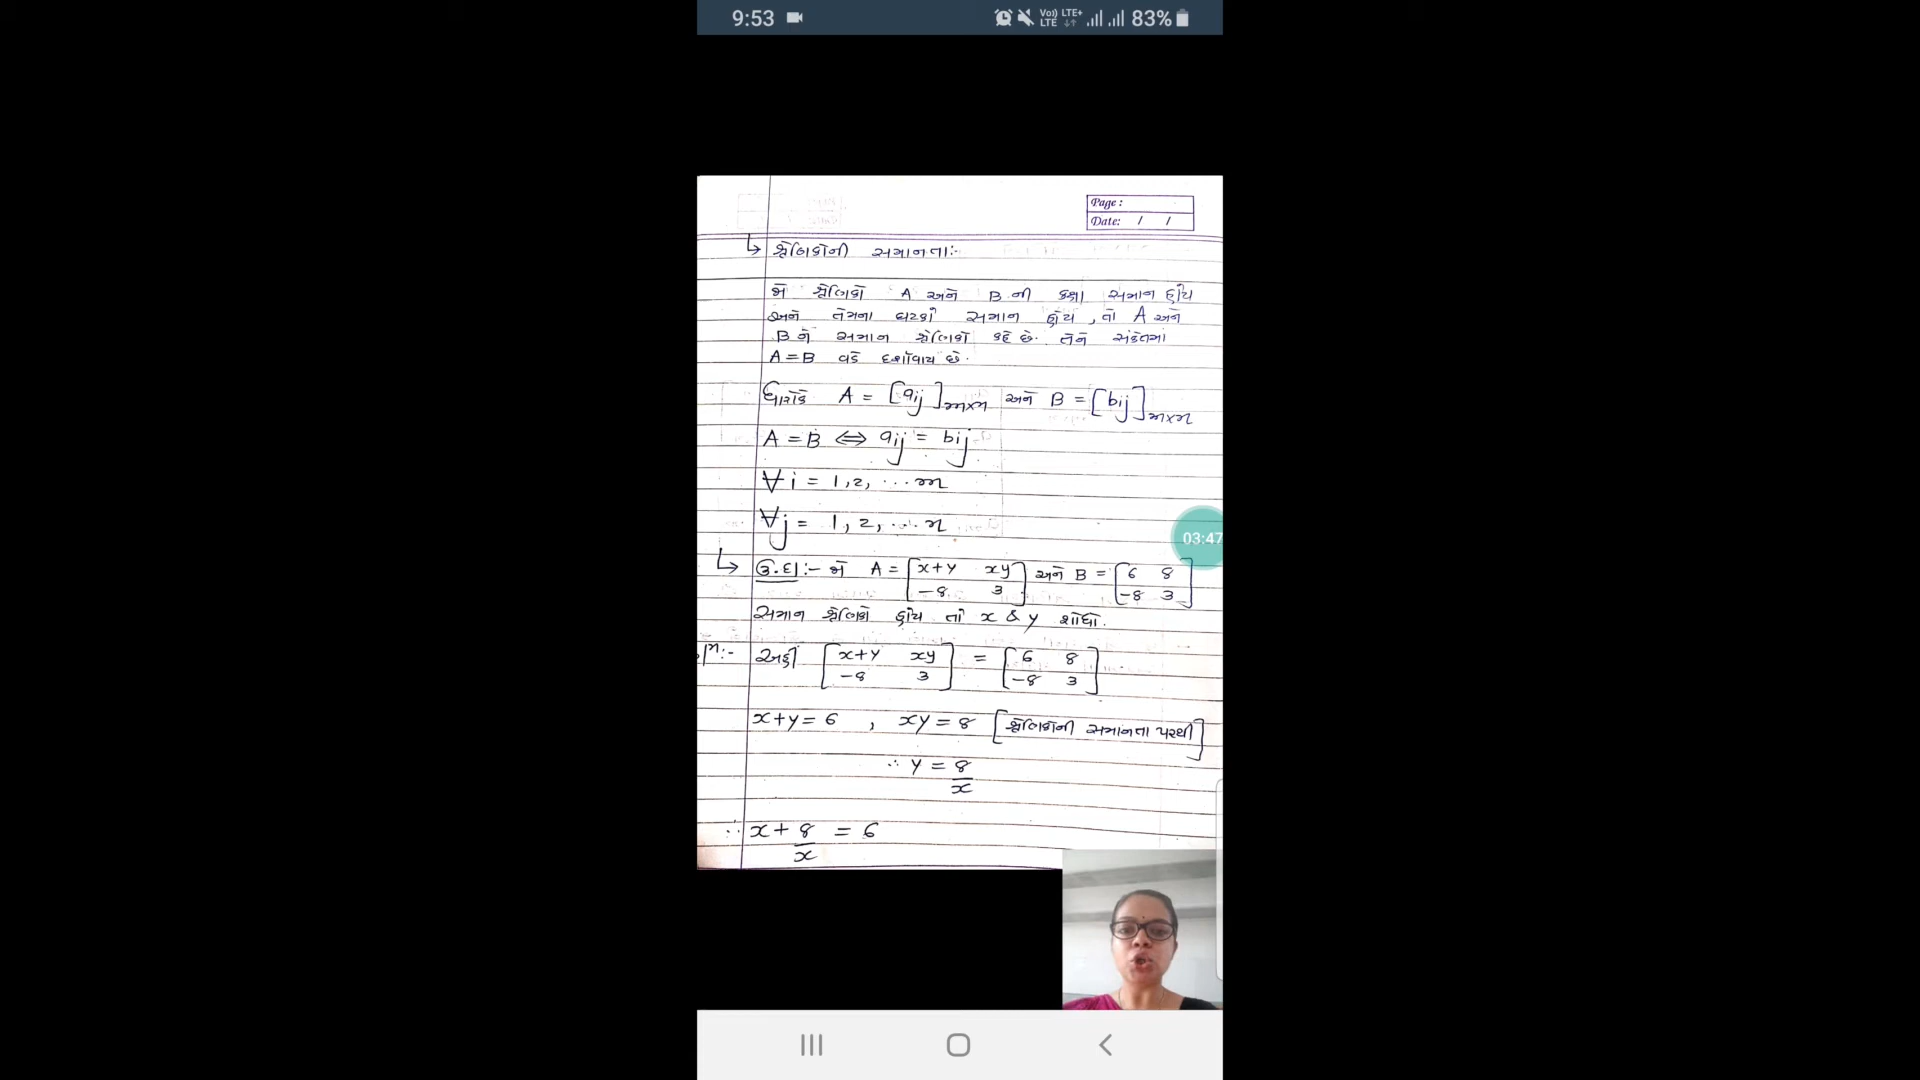 9:53 Vo) LTE LTE+ 83%
Page :
Date: / /
↳ શ્રેણિકોની સમાનતા:-
જો શ્રેણિકો A અને B ની કક્ષા સમાન હોય
અને તેમના ઘટકો સમાન હોય, તો A અને
B ને સમાન શ્રેણિકો કહે છે. તેને સંકેતમાં
A = B વડે દર્શાવાય છે.
ધારોકે A = [aij]m×n અને B = [bij]m×n
A = B ⇔ aij = bij
∀ i = 1, 2, ... m
∀ j = 1, 2, ... n
03:47
↳ ઉ.દા:- જો A = [x+y xy
-8 3] અને B = [6 8
-8 3]
સમાન શ્રેણિકો હોય તો x & y શોધો.
અહીં [x+y xy
-8 3] = [6 8
-8 3]
x+y = 6 , xy = 8 [શ્રેણિકોની સમાનતા પરથી]
∴ y = 8/x
∴ x + 8/x = 6